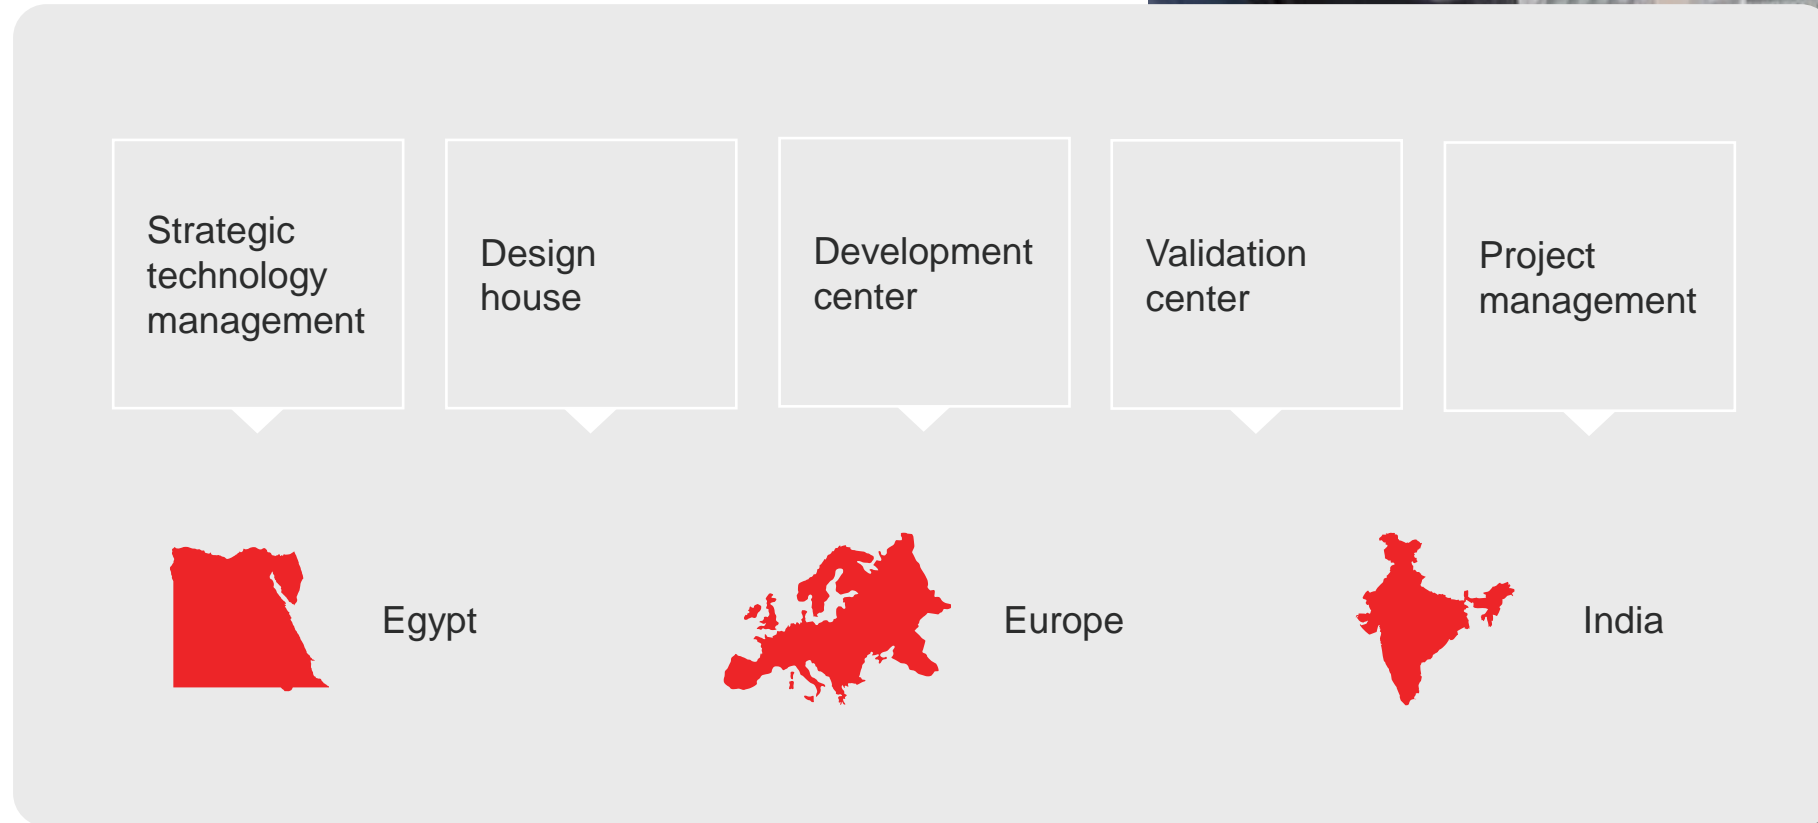 Strategic
technology
management
Design
house
Development
center
Validation
center
Project
management
Egypt
Europe
India